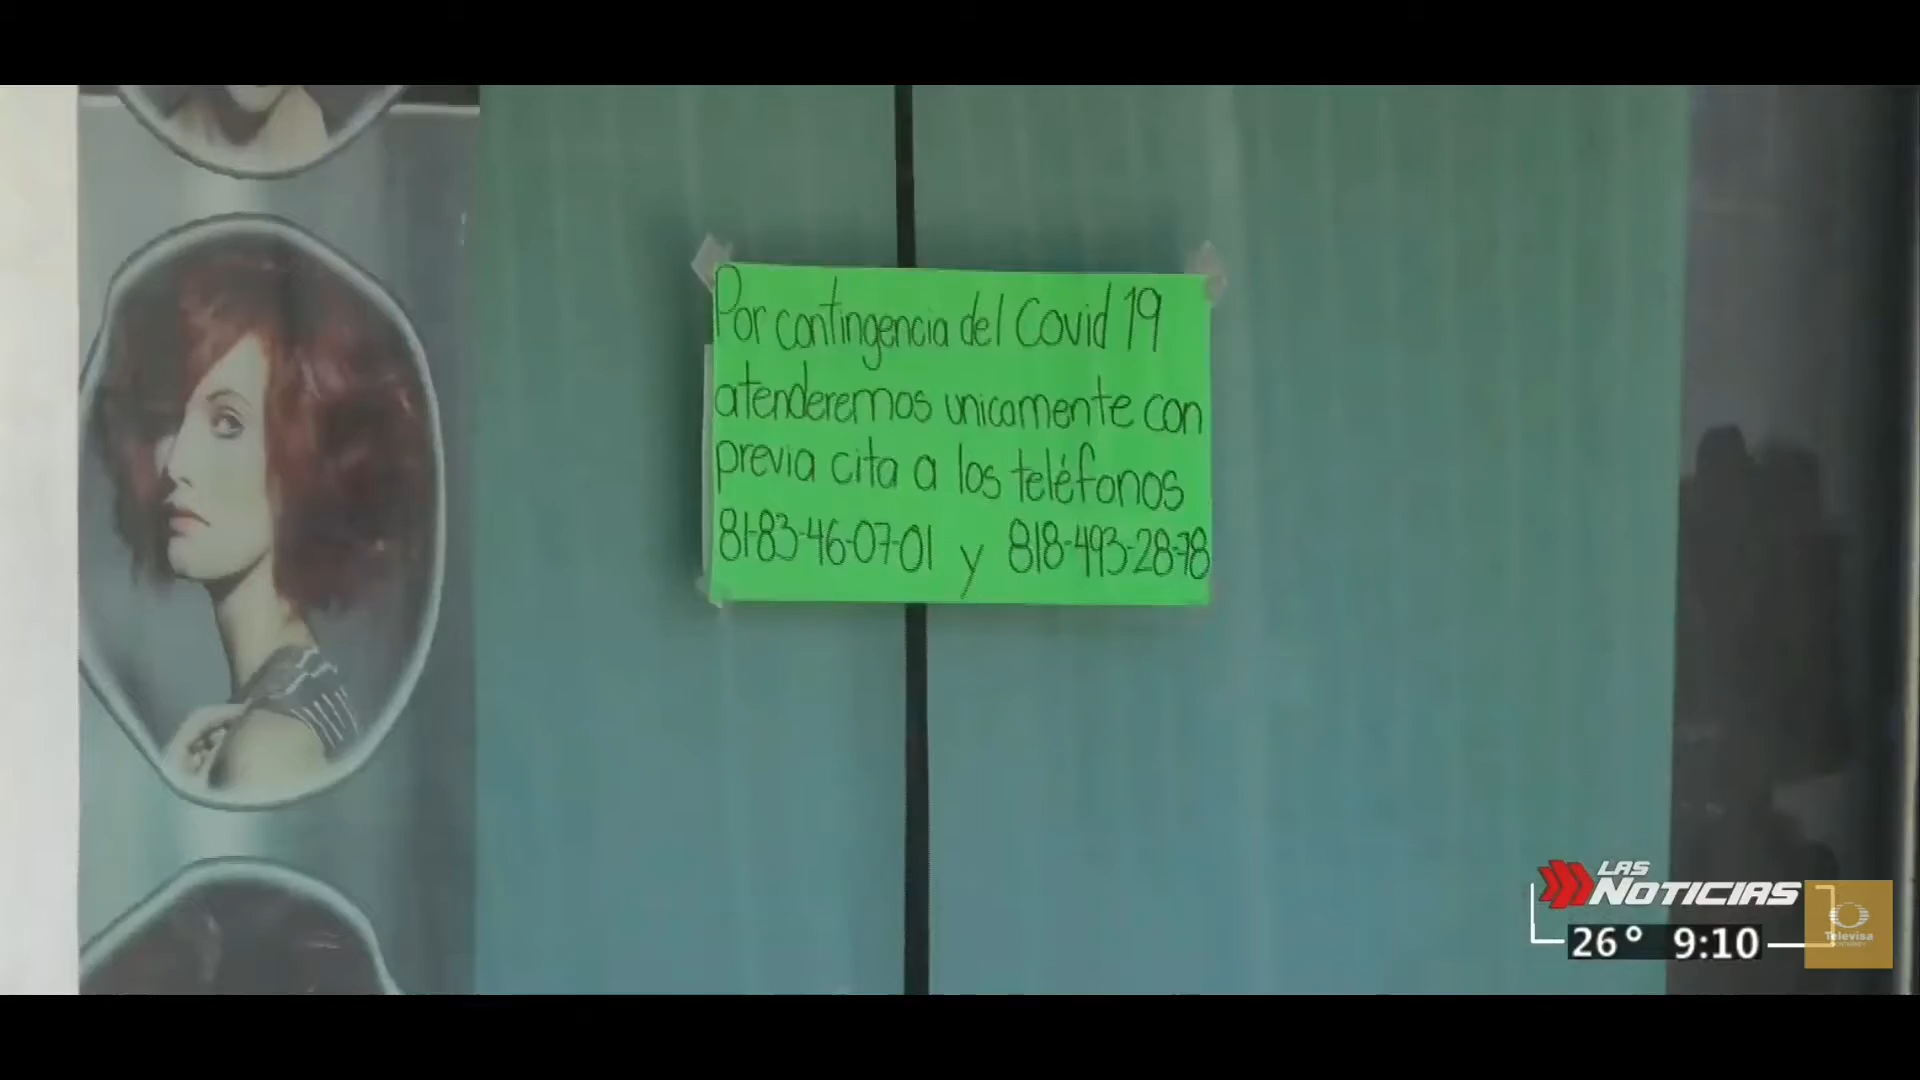 Por contingencia del Covid 19
atenderemos unicamente con
previa cita a los teléfonos
81-83-46-07-01 y 818-493-28-78
LAS
NOTICIAS
26° 9:10
Televisa